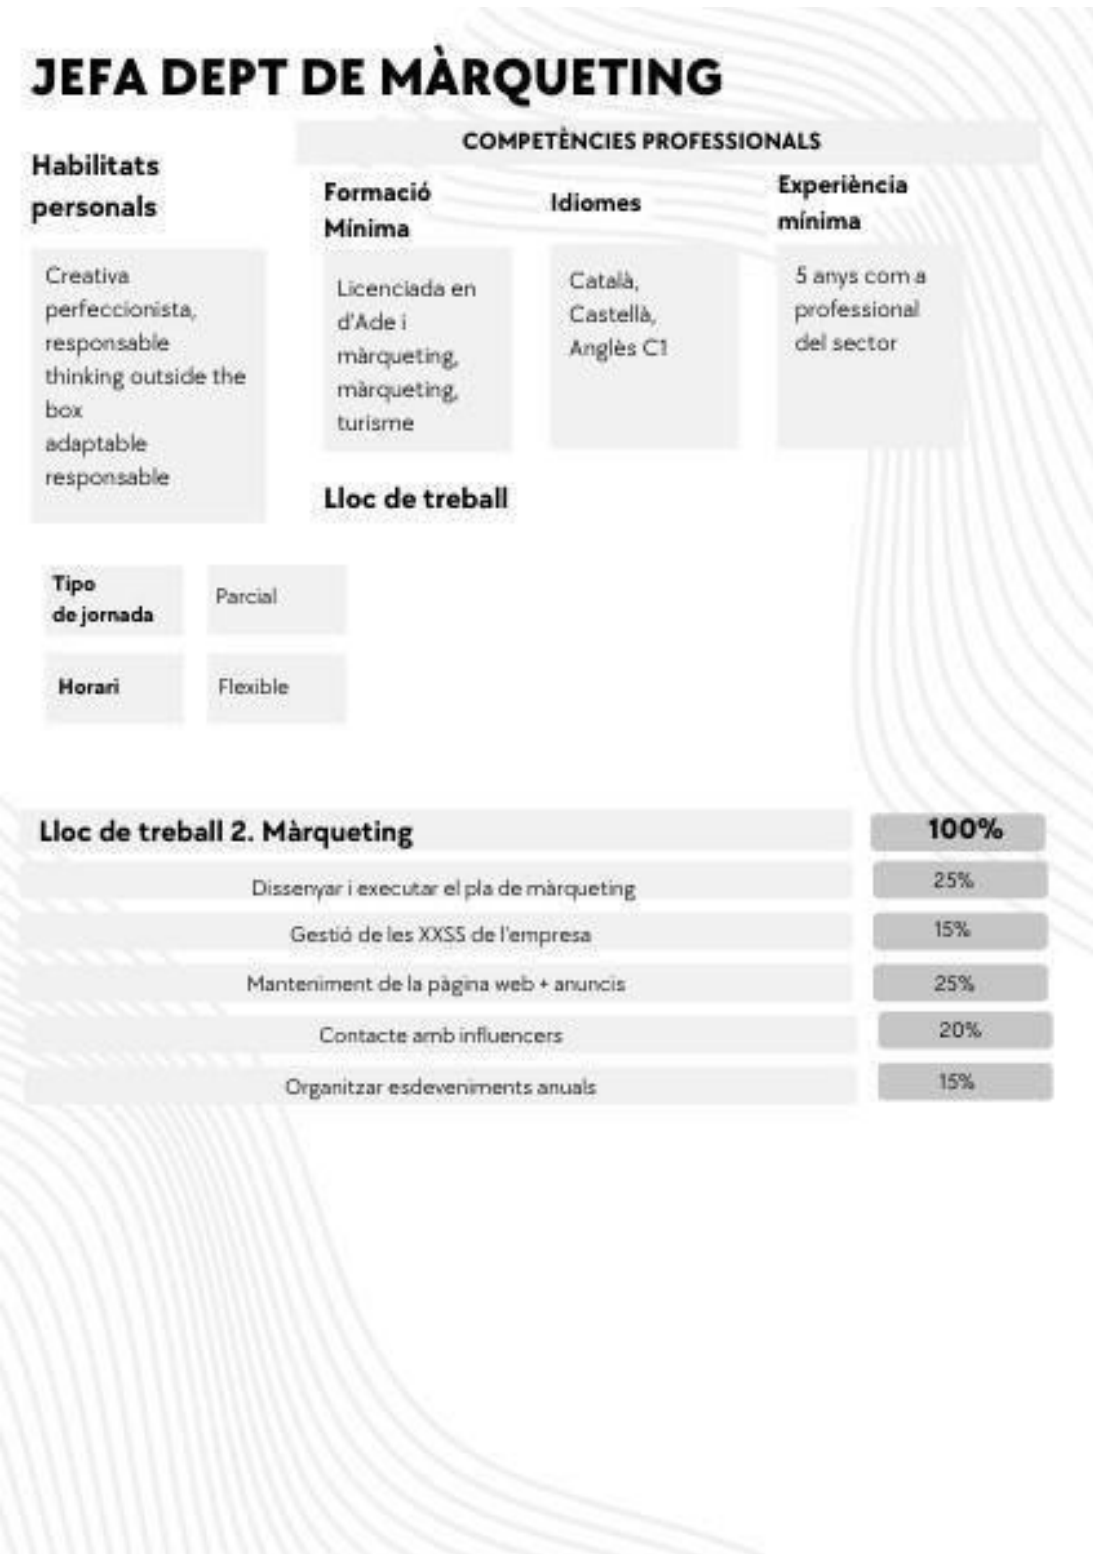 JEFA DEPT DE MÀRQUETING
COMPETÈNCIES PROFESSIONALS
Habilitats
personals
Creativa
perfeccionista,
responsable
thinking outside the
box
adaptable
responsable
Formació
Mínima
Licenciada en
d'Ade i
màrqueting,
màrqueting,
turisme
Idiomes
Català,
Castellà,
Anglès C1
Experiència
mínima
5 anys com a
professional
del sector
Lloc de treball
Tipo
de jornada
Parcial
Horari
Flexible
Lloc de treball 2. Màrqueting 100%
Dissenyar i executar el pla de màrqueting 25%
Gestió de les XXSS de l'empresa 15%
Manteniment de la pàgina web + anuncis 25%
Contacte amb influencers 20%
Organitzar esdeveniments anuals 15%